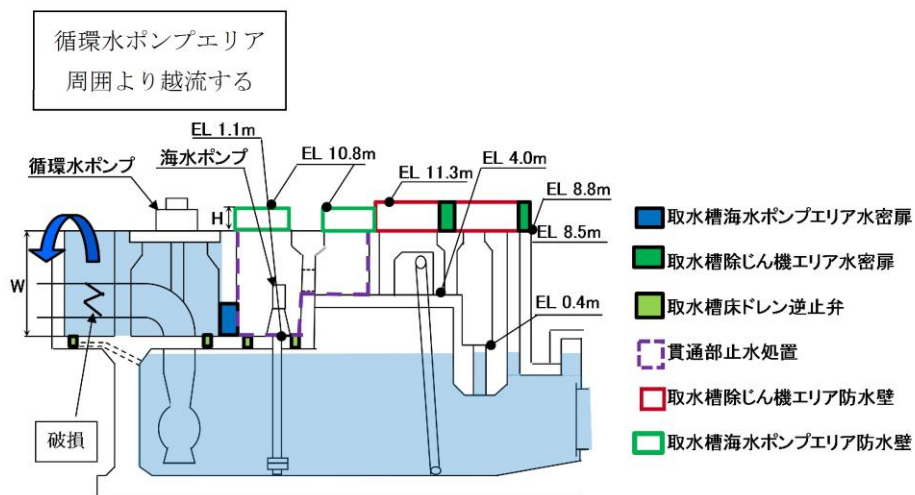 循環水ポンプエリア
周囲より越流する
EL 1.1m
海水ポンプ
EL 10.8m
EL 4.0m
循環水ポンプ
EL 11.3m
H
EL 8.8m
EL 8.5m
W
EL 0.4m
破損
取水槽海水ポンプエリア水密扉
取水槽除じん機エリア水密扉
取水槽床ドレン逆止弁
貫通部止水処置
取水槽除じん機エリア防水壁
取水槽海水ポンプエリア防水壁